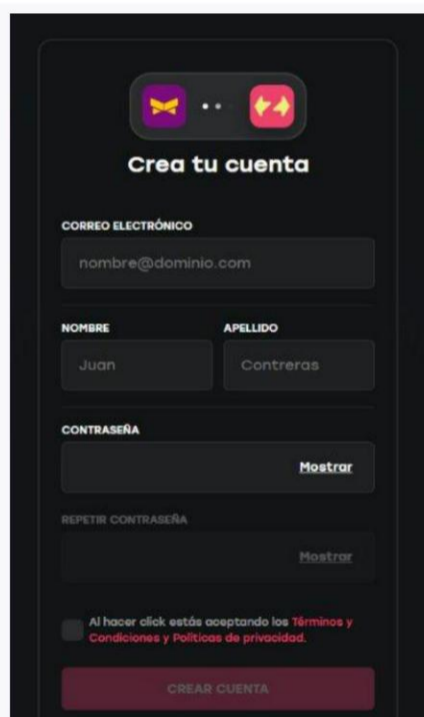 Crea tu cuenta
CORREO ELECTRÓNICO
nombre@dominio.com
NOMBRE
APELLIDO
Juan
Contreras
CONTRASEÑA
Mostrar
REPETIR CONTRASEÑA
Mostrar
Al hacer click estás aceptando los Términos y
Condiciones y Políticas de privacidad.
CREAR CUENTA